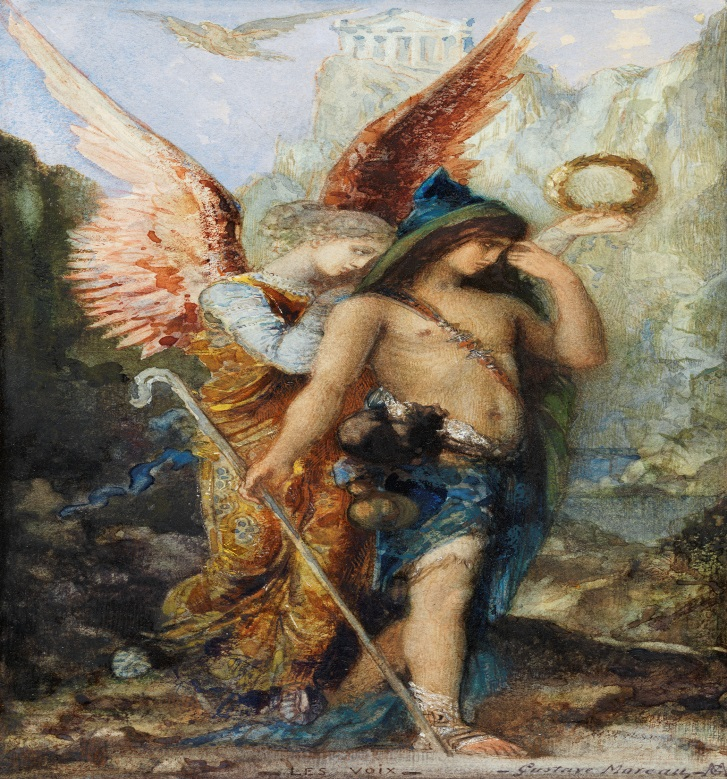 — LES VOIX —
— Gustave Moreau —